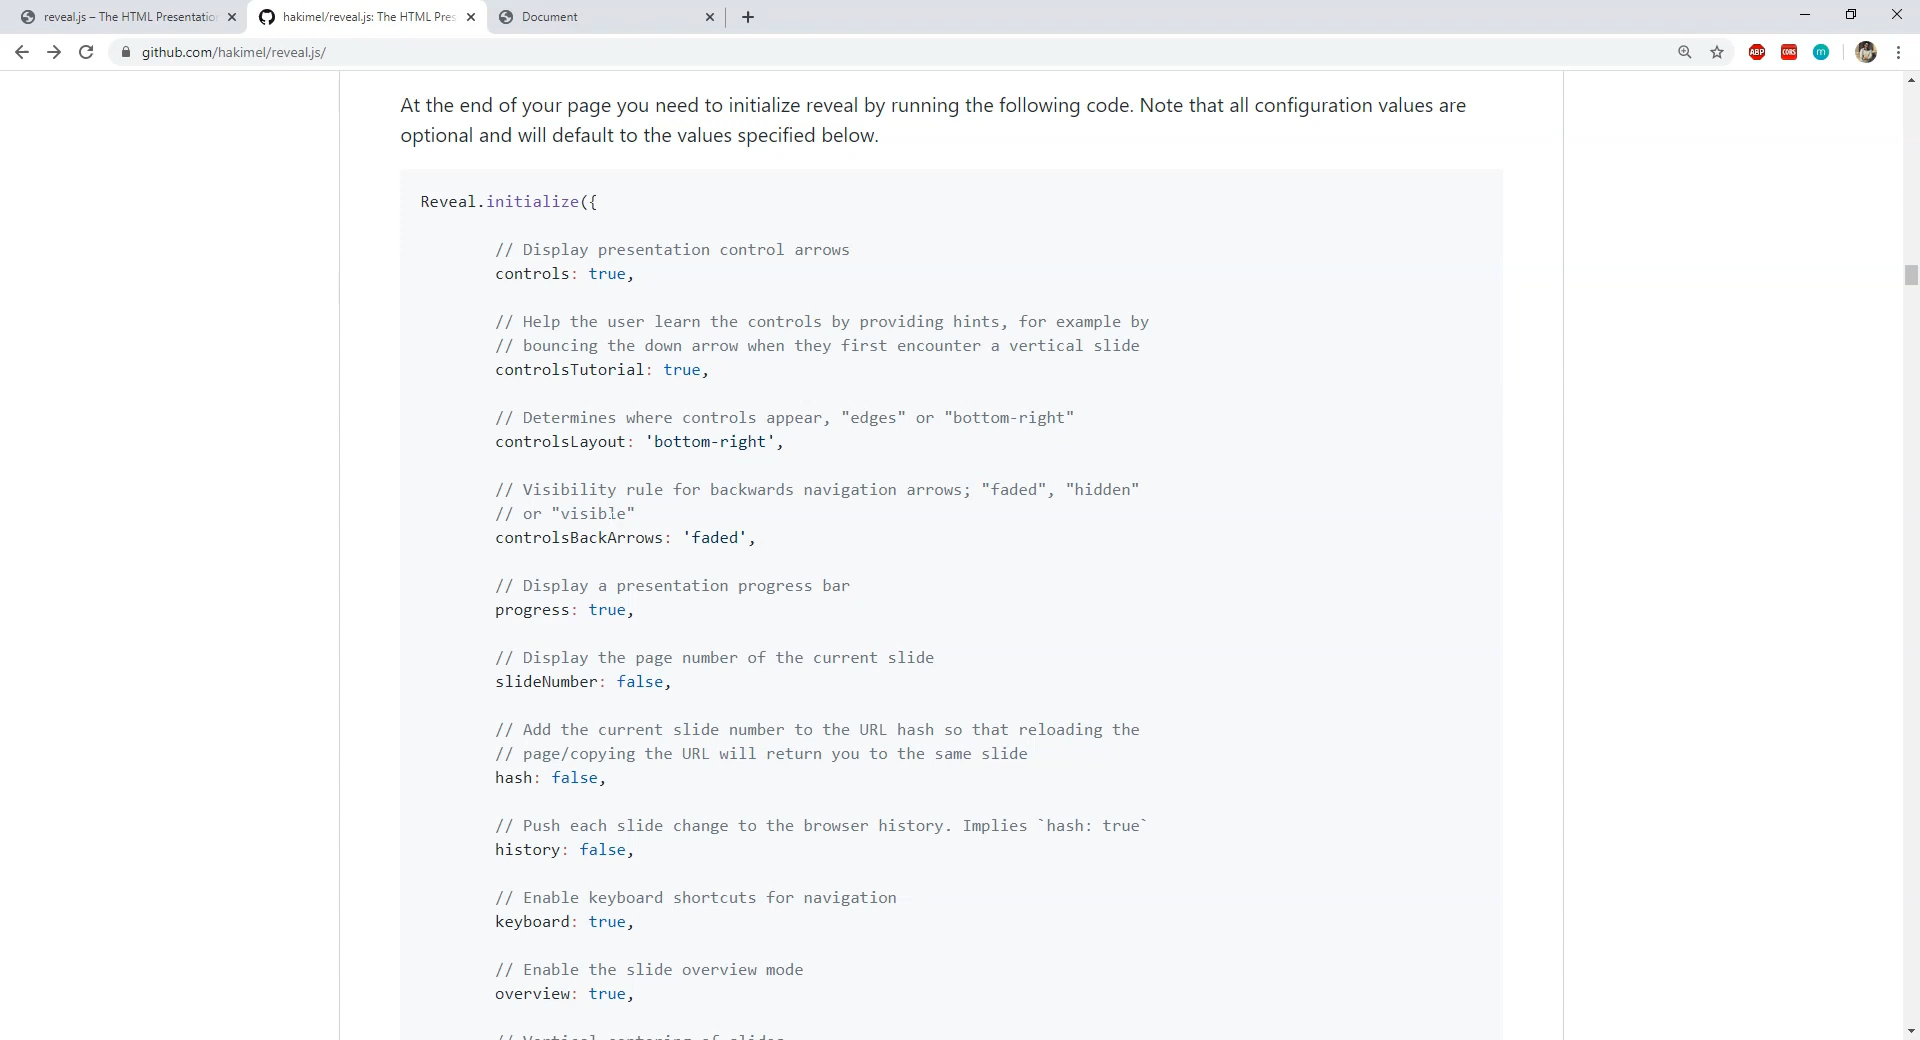 reveal.js – The HTML Presentatio
hakimel/reveal.js: The HTML Pres
Document
github.com/hakimel/reveal.js/
ABP
CORS
m
At the end of your page you need to initialize reveal by running the following code. Note that all configuration values are
optional and will default to the values specified below.
Reveal.initialize({
// Display presentation control arrows
controls: true,
// Help the user learn the controls by providing hints, for example by
// bouncing the down arrow when they first encounter a vertical slide
controlsTutorial: true,
// Determines where controls appear, "edges" or "bottom-right"
controlsLayout: 'bottom-right',
// Visibility rule for backwards navigation arrows; "faded", "hidden"
// or "visible"
controlsBackArrows: 'faded',
// Display a presentation progress bar
progress: true,
// Display the page number of the current slide
slideNumber: false,
// Add the current slide number to the URL hash so that reloading the
// page/copying the URL will return you to the same slide
hash: false,
// Push each slide change to the browser history. Implies `hash: true`
history: false,
// Enable keyboard shortcuts for navigation
keyboard: true,
// Enable the slide overview mode
overview: true,
// Vertical centering of slides